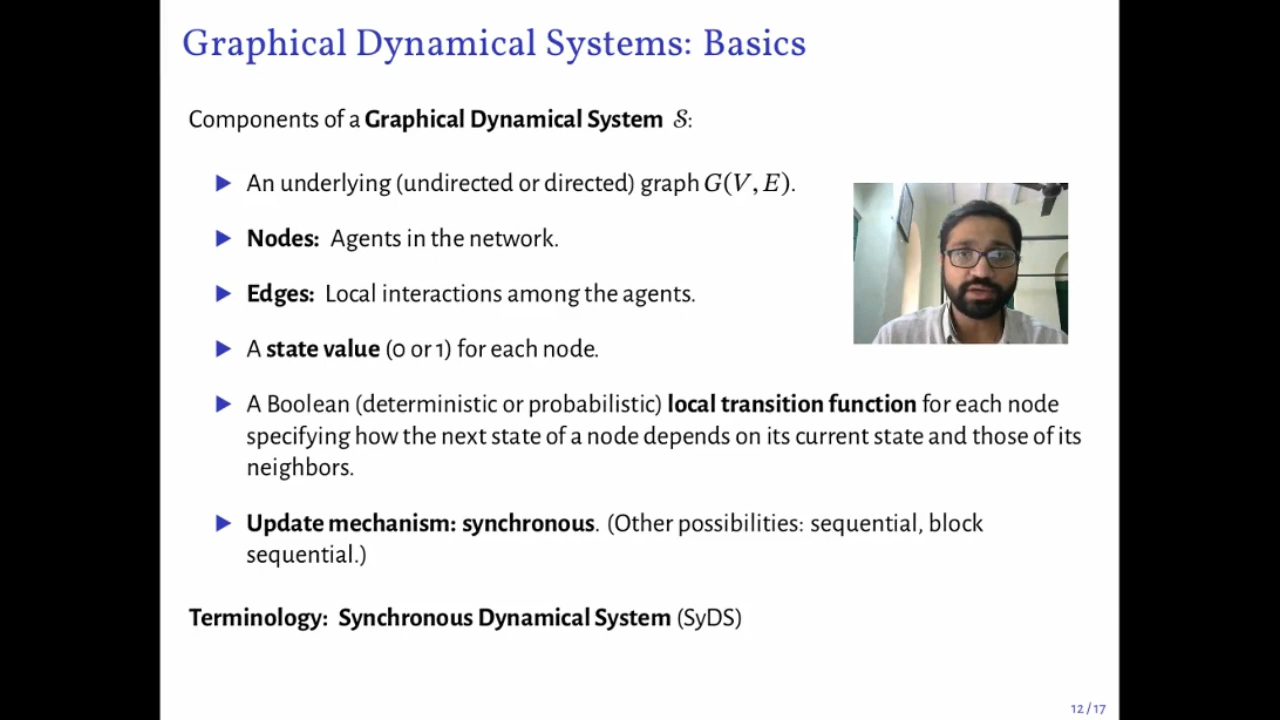 Graphical Dynamical Systems: Basics
Components of a Graphical Dynamical System 𝒮:
▶ An underlying (undirected or directed) graph G(V, E).
▶ Nodes: Agents in the network.
▶ Edges: Local interactions among the agents.
▶ A state value (0 or 1) for each node.
▶ A Boolean (deterministic or probabilistic) local transition function for each node
specifying how the next state of a node depends on its current state and those of its
neighbors.
▶ Update mechanism: synchronous. (Other possibilities: sequential, block
sequential.)
Terminology: Synchronous Dynamical System (SyDS)
12 / 17